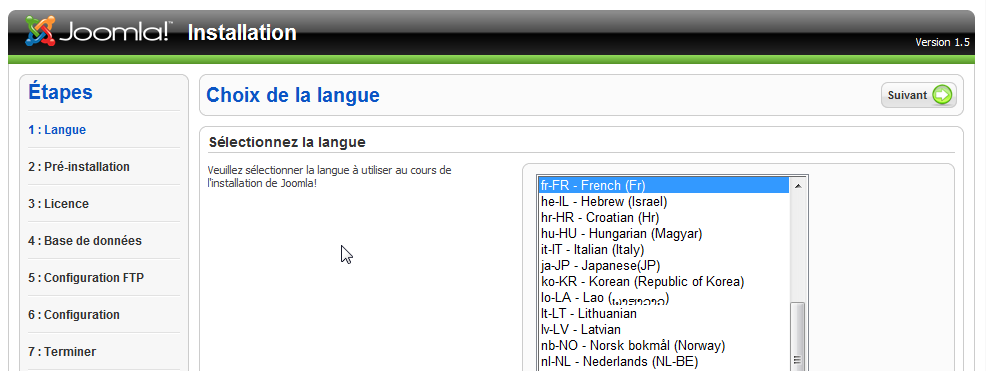 Joomla!™ Installation
Version 1.5
Étapes
1 : Langue
2 : Pré-installation
3 : Licence
4 : Base de données
5 : Configuration FTP
6 : Configuration
7 : Terminer
Choix de la langue
Suivant
Sélectionnez la langue
Veuillez sélectionner la langue à utiliser au cours de
l'installation de Joomla!
fr-FR - French (Fr)
he-IL - Hebrew (Israel)
hr-HR - Croatian (Hr)
hu-HU - Hungarian (Magyar)
it-IT - Italian (Italy)
ja-JP - Japanese(JP)
ko-KR - Korean (Republic of Korea)
lo-LA - Lao (ພາສາລາວ)
lt-LT - Lithuanian
lv-LV - Latvian
nb-NO - Norsk bokmål (Norway)
nl-NL - Nederlands (NL-BE)